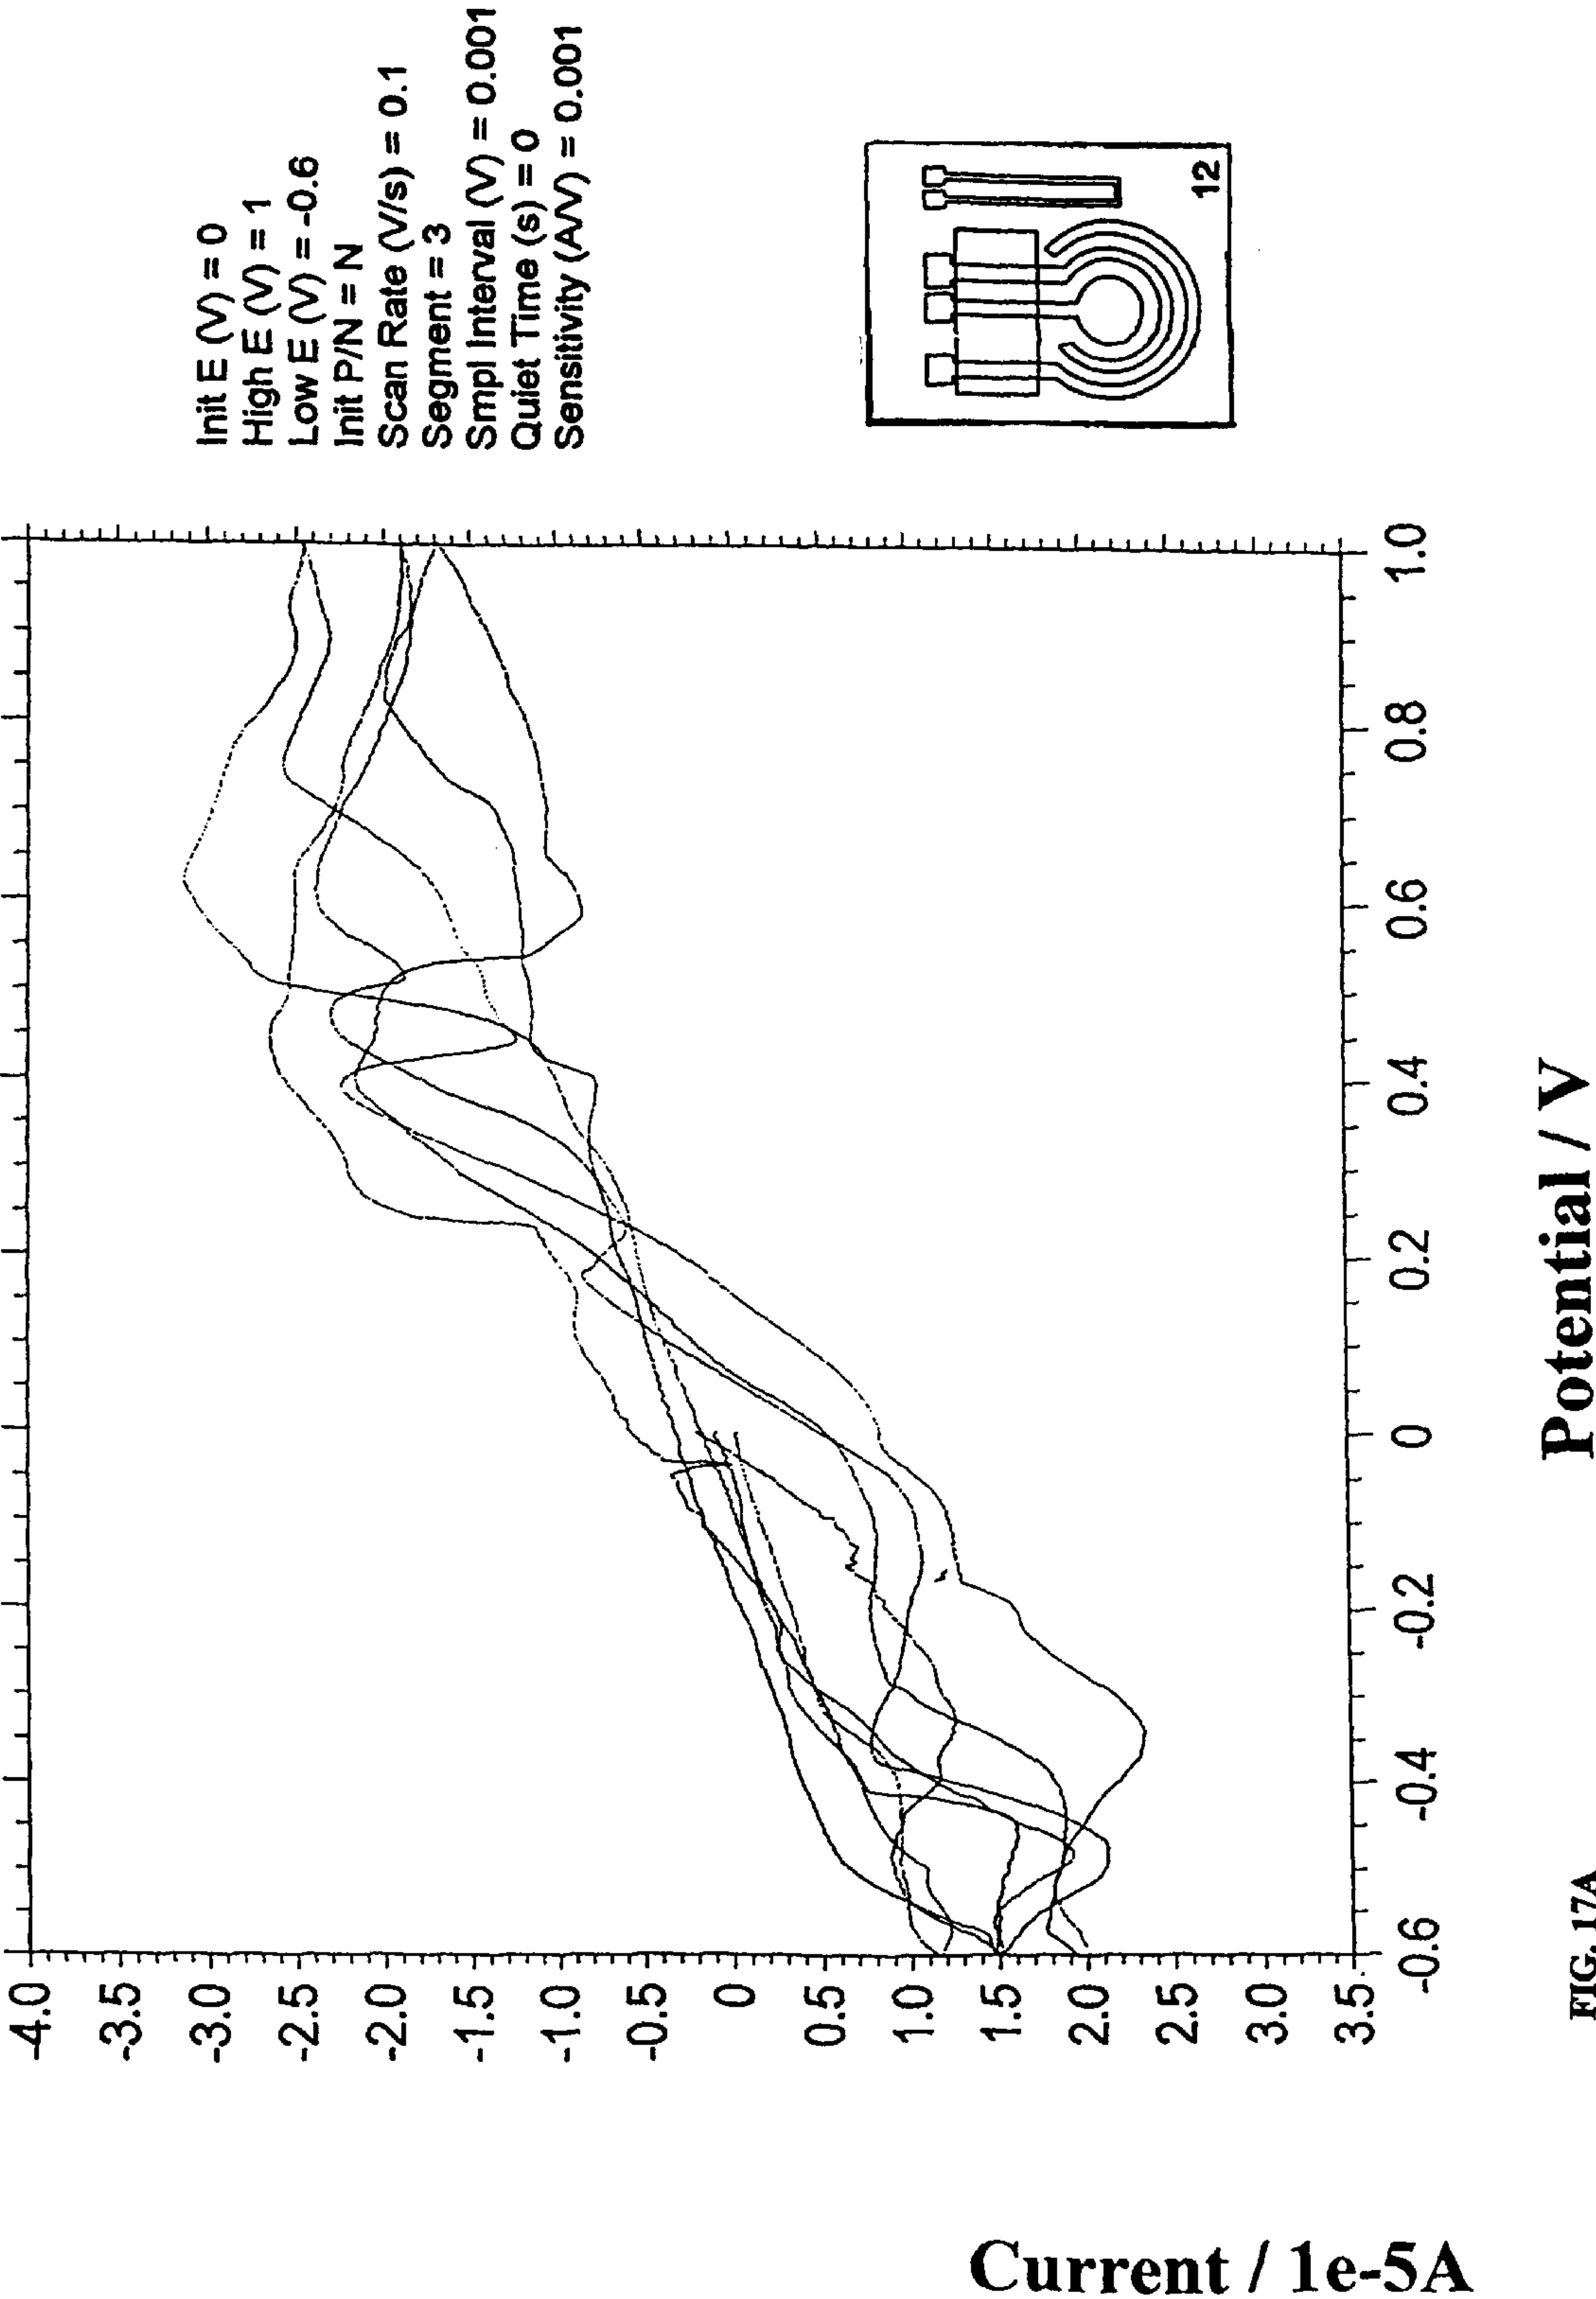 Init E (V) = 0
High E (V) = 1
Low E (V) = -0.6
Init P/N = N
Scan Rate (V/s) = 0.1
Segment = 3
Smpl Interval (V) = 0.001
Quiet Time (s) = 0
Sensitivity (A/V) = 0.001
12
-4.0
-3.5
-3.0
-2.5
-2.0
-1.5
-1.0
-0.5
0
0.5
1.0
1.5
2.0
2.5
3.0
3.5
-0.6 -0.4 -0.2 0 0.2 0.4 0.6 0.8 1.0
Current / 1e-5A
Potential / V
FIG. 17A